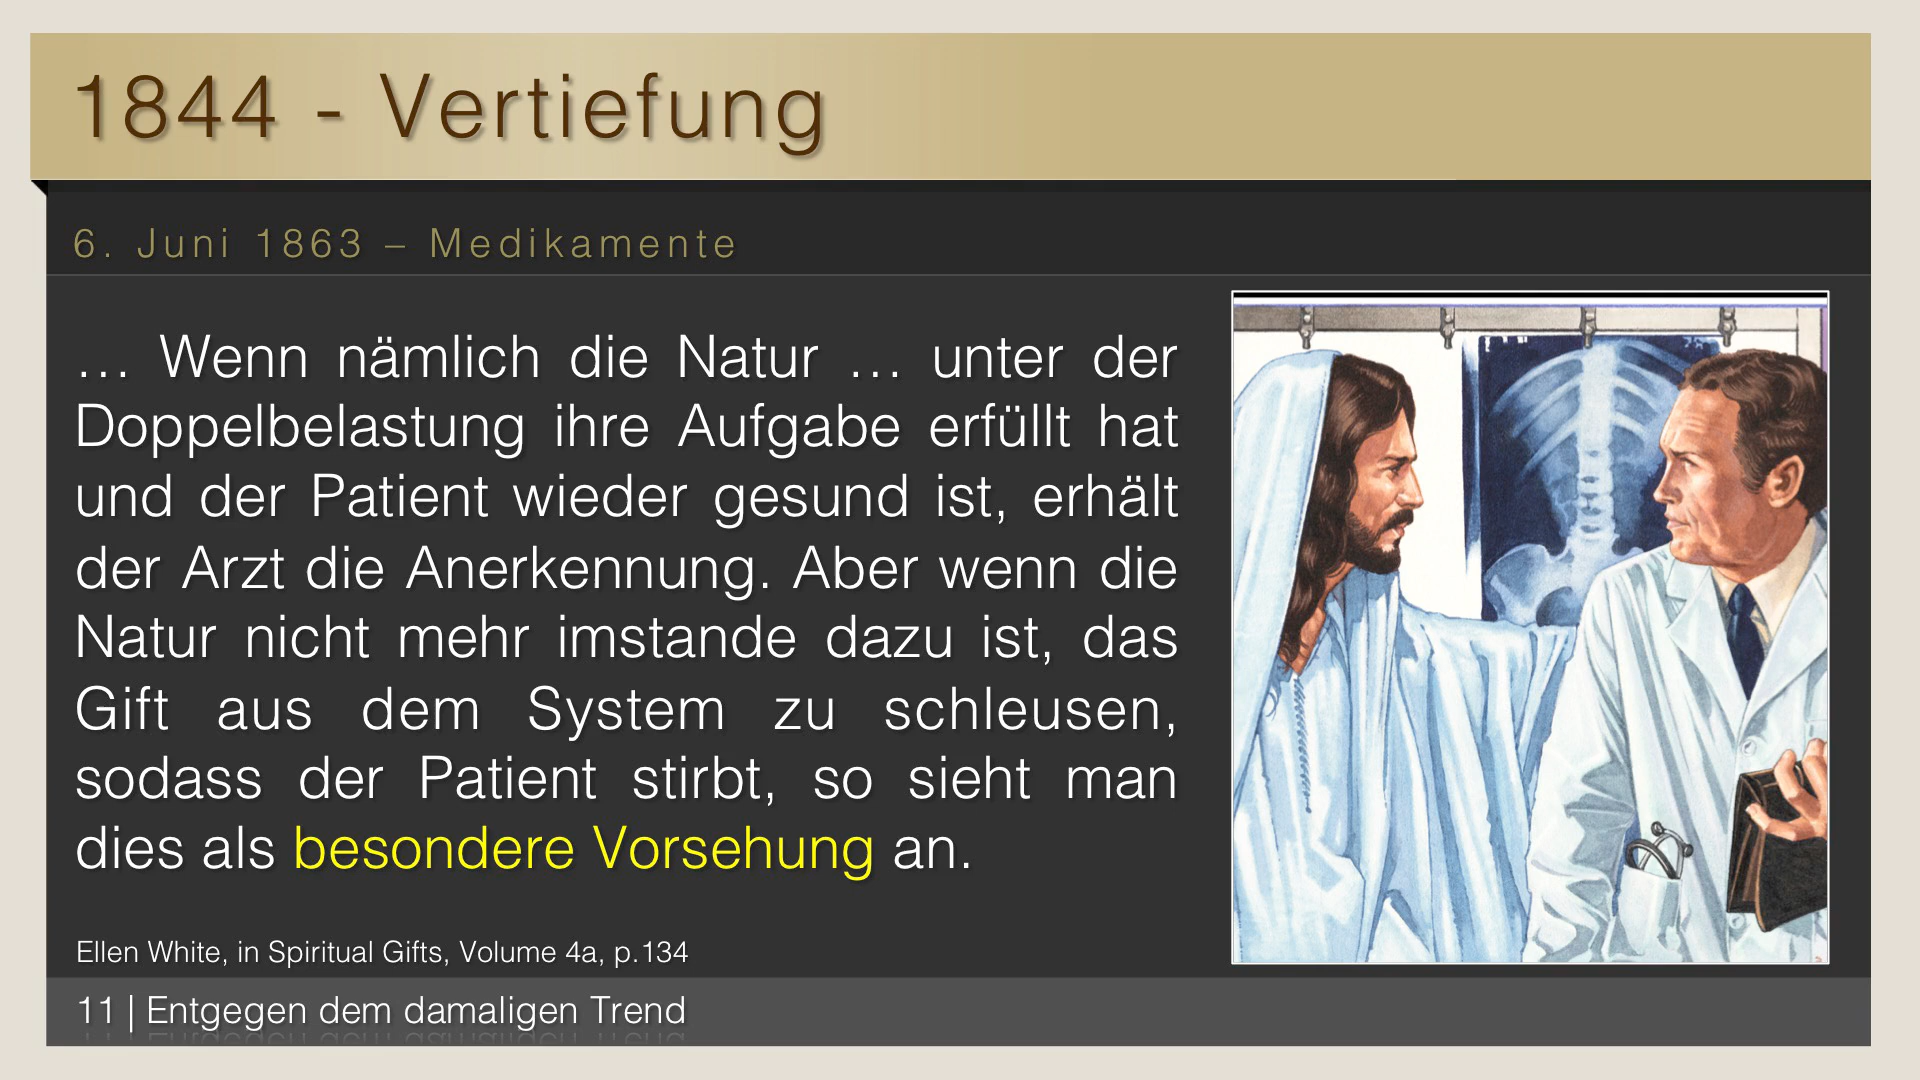 1844 - Vertiefung
6. Juni 1863 – Medikamente
… Wenn nämlich die Natur … unter der
Doppelbelastung ihre Aufgabe erfüllt hat
und der Patient wieder gesund ist, erhält
der Arzt die Anerkennung. Aber wenn die
Natur nicht mehr imstande dazu ist, das
Gift aus dem System zu schleusen,
sodass der Patient stirbt, so sieht man
dies als besondere Vorsehung an.
Ellen White, in Spiritual Gifts, Volume 4a, p.134
11 | Entgegen dem damaligen Trend